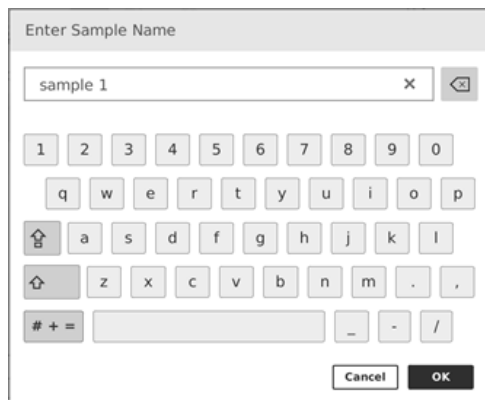 Enter Sample Name
sample 1 ×
1 2 3 4 5 6 7 8 9 0
q w e r t y u i o p
a s d f g h j k l
z x c v b n m . ,
# + = _ - /
Cancel OK